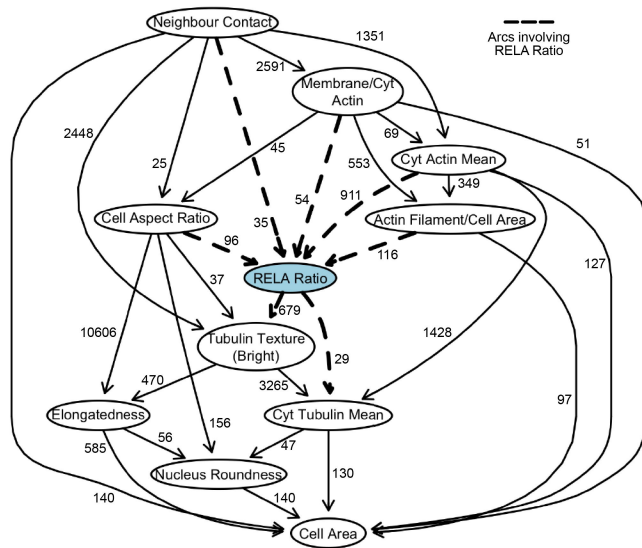 Neighbour Contact
1351
Arcs involving
RELA Ratio
2591
Membrane/Cyt
Actin
2448
69
51
45
553
Cyt Actin Mean
25
349
911
54
Cell Aspect Ratio
35
Actin Filament/Cell Area
96
116
127
RELA Ratio
37
679
10606
1428
Tubulin Texture
(Bright)
29
470
3265
97
Elongatedness
Cyt Tubulin Mean
156
56
47
585
Nucleus Roundness
130
140
140
Cell Area